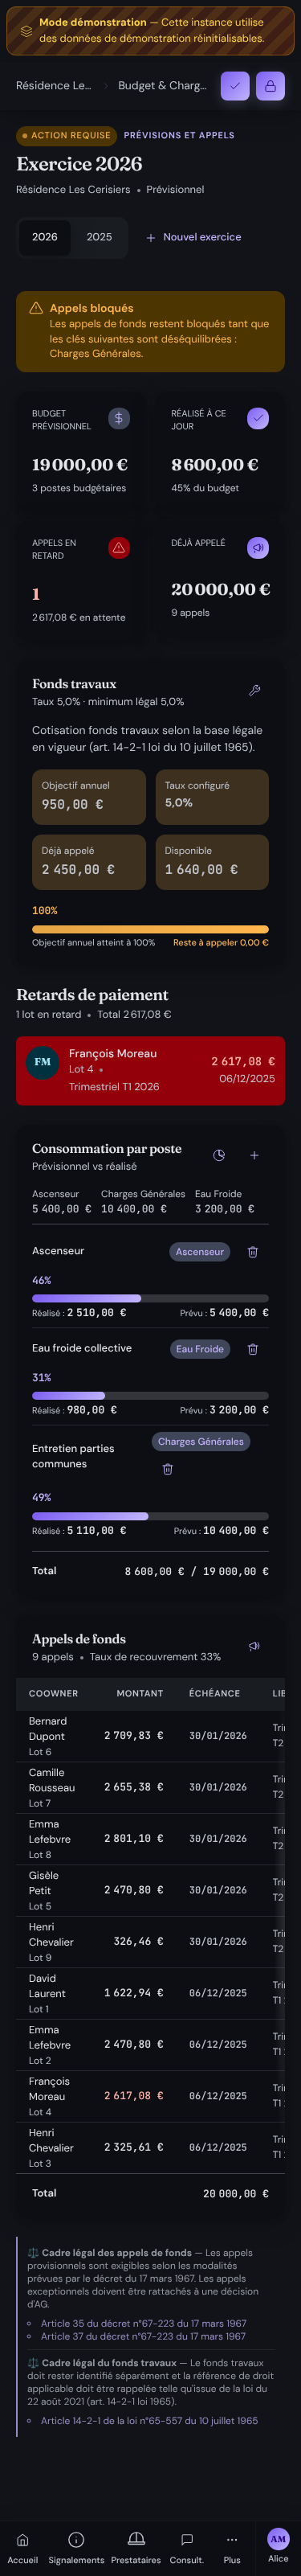 Mode démonstration — Cette instance utilise
des données de démonstration réinitialisables.
Résidence Le... › Budget & Charg...
ACTION REQUISE PRÉVISIONS ET APPELS
Exercice 2026
Résidence Les Cerisiers • Prévisionnel
2026 2025 + Nouvel exercice
Appels bloqués
Les appels de fonds restent bloqués tant que
les clés suivantes sont déséquilibrées :
Charges Générales.
BUDGET
PRÉVISIONNEL
19 000,00 €
3 postes budgétaires
RÉALISÉ À CE
JOUR
8 600,00 €
45% du budget
APPELS EN
RETARD
1
2 617,08 € en attente
DÉJÀ APPELÉ
20 000,00 €
9 appels
Fonds travaux
Taux 5,0% · minimum légal 5,0%
Cotisation fonds travaux selon la base légale
en vigueur (art. 14-2-1 loi du 10 juillet 1965).
Objectif annuel
950,00 €
Taux configuré
5,0%
Déjà appelé
2 450,00 €
Disponible
1 640,00 €
100%
Objectif annuel atteint à 100% Reste à appeler 0,00 €
Retards de paiement
1 lot en retard • Total 2 617,08 €
FM
François Moreau
Lot 4 •
Trimestriel T1 2026
2 617,08 €
06/12/2025
Consommation par poste
Prévisionnel vs réalisé
Ascenseur Charges Générales Eau Froide
5 400,00 € 10 400,00 € 3 200,00 €
Ascenseur Ascenseur
46%
Réalisé : 2 510,00 € Prévu : 5 400,00 €
Eau froide collective Eau Froide
31%
Réalisé : 980,00 € Prévu : 3 200,00 €
Entretien parties
communes
Charges Générales
49%
Réalisé : 5 110,00 € Prévu : 10 400,00 €
Total 8 600,00 € / 19 000,00 €
Appels de fonds
9 appels • Taux de recouvrement 33%
COOWNER MONTANT ÉCHÉANCE LIB
Bernard
Dupont
Lot 6
2 709,83 € 30/01/2026
Trir
T2
Camille
Rousseau
Lot 7
2 655,38 € 30/01/2026
Trir
T2
Emma
Lefebvre
Lot 8
2 801,10 € 30/01/2026
Trir
T2
Gisèle
Petit
Lot 5
2 470,80 € 30/01/2026
Trir
T2
Henri
Chevalier
Lot 9
326,46 € 30/01/2026
Trir
T2
David
Laurent
Lot 1
1 622,94 € 06/12/2025
Trir
T1
Emma
Lefebvre
Lot 2
2 470,80 € 06/12/2025
Trir
T1
François
Moreau
Lot 4
2 617,08 € 06/12/2025
Trir
T1
Henri
Chevalier
Lot 3
2 325,61 € 06/12/2025
Trir
T1
Total 20 000,00 €
Cadre légal des appels de fonds — Les appels
provisionnels sont exigibles selon les modalités
prévues par le décret du 17 mars 1967. Les appels
exceptionnels doivent être rattachés à une décision
d'AG.
Article 35 du décret n°67-223 du 17 mars 1967
Article 37 du décret n°67-223 du 17 mars 1967
Cadre légal du fonds travaux — Le fonds travaux
doit rester identifié séparément et la référence de droit
applicable doit être rappelée telle qu'issue de la loi du
22 août 2021 (art. 14-2-1 loi 1965).
Article 14-2-1 de la loi n°65-557 du 10 juillet 1965
AM
Accueil Signalements Prestataires Consult. Plus Alice